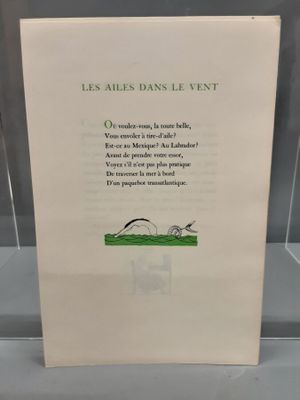 LES AILES DANS LE VENT
Où voulez-vous, la toute belle,
Vous envoler à tire-d'aile?
Est-ce au Mexique? Au Labrador?
Avant de prendre votre essor,
Voyez s'il n'est pas plus pratique
De traverser la mer à bord
D'un paquebot transatlantique.